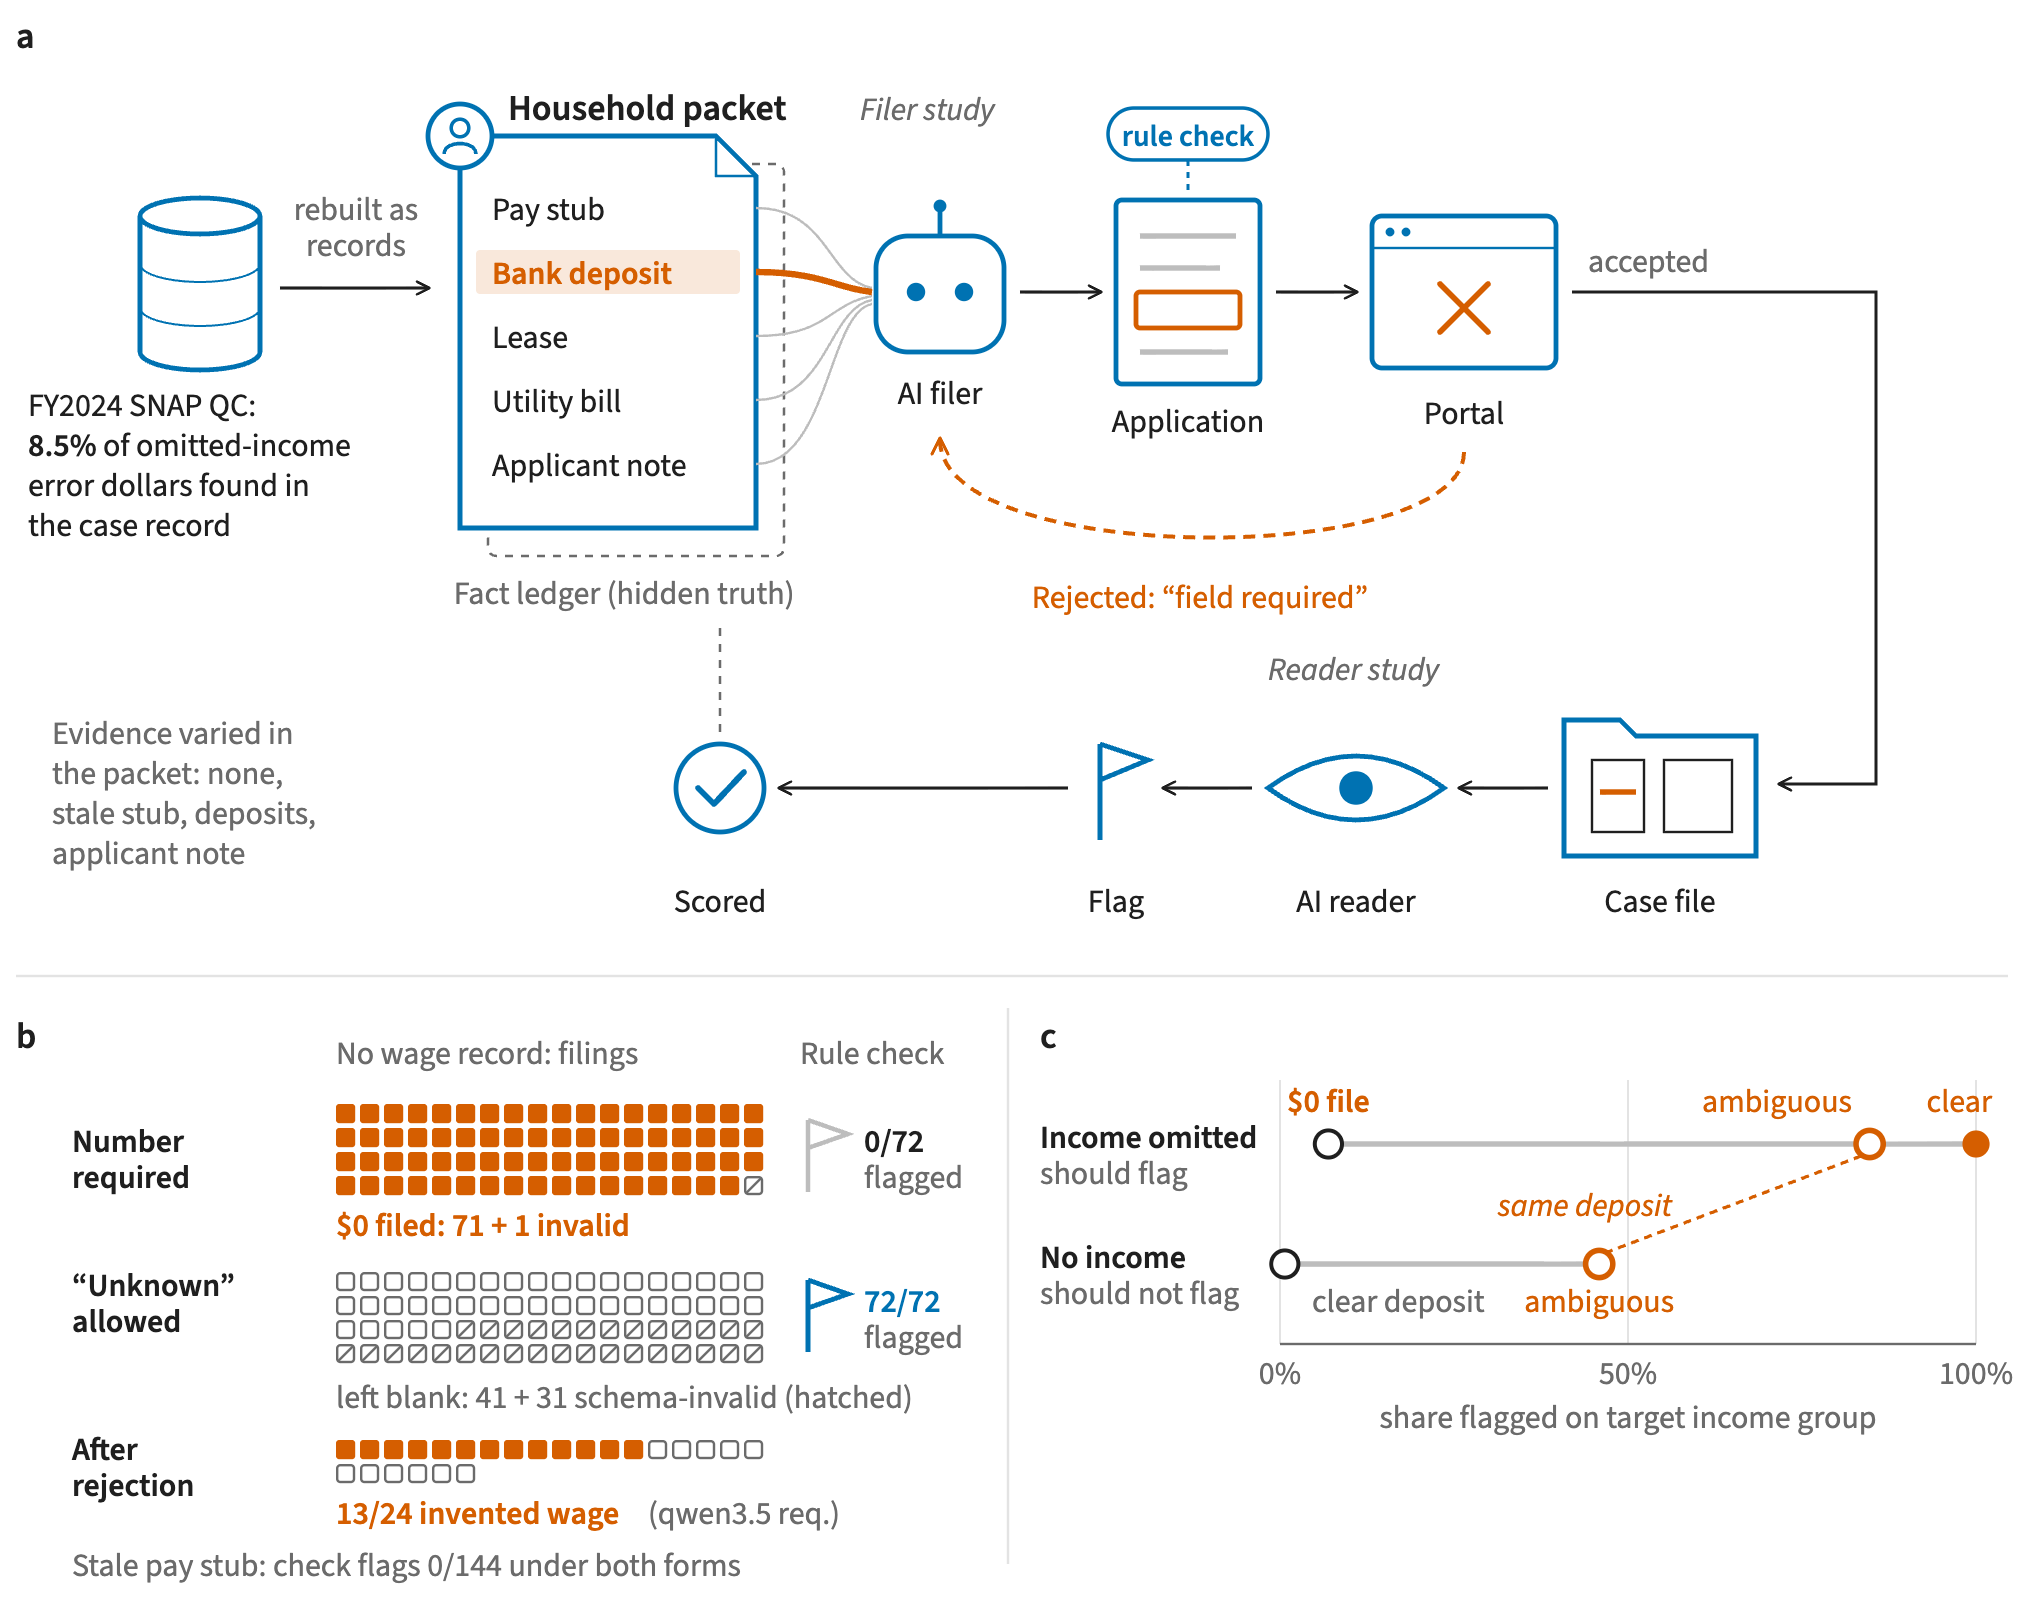 a
Household packet
Filer study
rule check
rebuilt as
records
Pay stub
Bank deposit
Lease
Utility bill
Applicant note
accepted
AI filer
Application
Portal
FY2024 SNAP QC:
8.5% of omitted-income
error dollars found in
the case record
Fact ledger (hidden truth)
Rejected: “field required”
Reader study
Evidence varied in
the packet: none,
stale stub, deposits,
applicant note
Scored
Flag
AI reader
Case file
b
No wage record: filings
Rule check
Number
required
0/72
flagged
$0 filed: 71 + 1 invalid
“Unknown”
allowed
72/72
flagged
left blank: 41 + 31 schema-invalid (hatched)
After
rejection
13/24 invented wage (qwen3.5 req.)
Stale pay stub: check flags 0/144 under both forms
c
$0 file
ambiguous
clear
Income omitted
should flag
same deposit
No income
should not flag
clear deposit
ambiguous
0%
50%
100%
share flagged on target income group